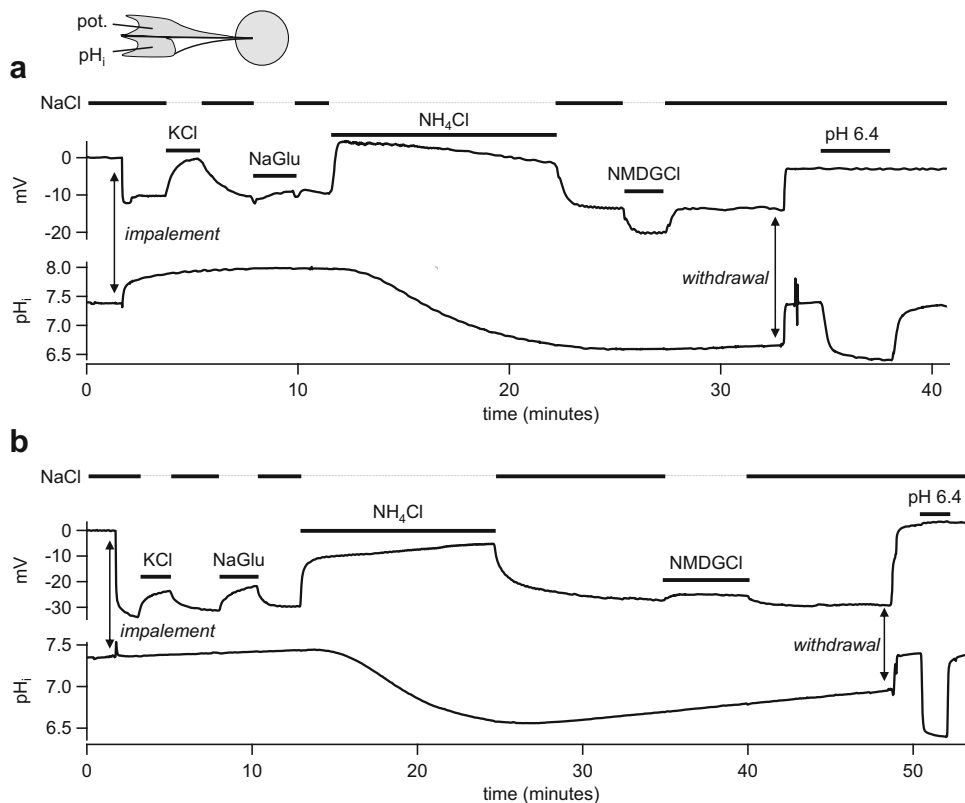 pot.
pHi
a
NaCl
KCl
NaGlu
NH4Cl
NMDGCl
pH 6.4
0
-10
-20
mV
impalement
withdrawal
8.0
7.5
7.0
6.5
pHi
0 10 20 30 40
time (minutes)
b
NaCl
KCl
NaGlu
NH4Cl
NMDGCl
pH 6.4
0
-10
-20
-30
mV
impalement
withdrawal
7.5
7.0
6.5
pHi
0 10 20 30 40 50
time (minutes)